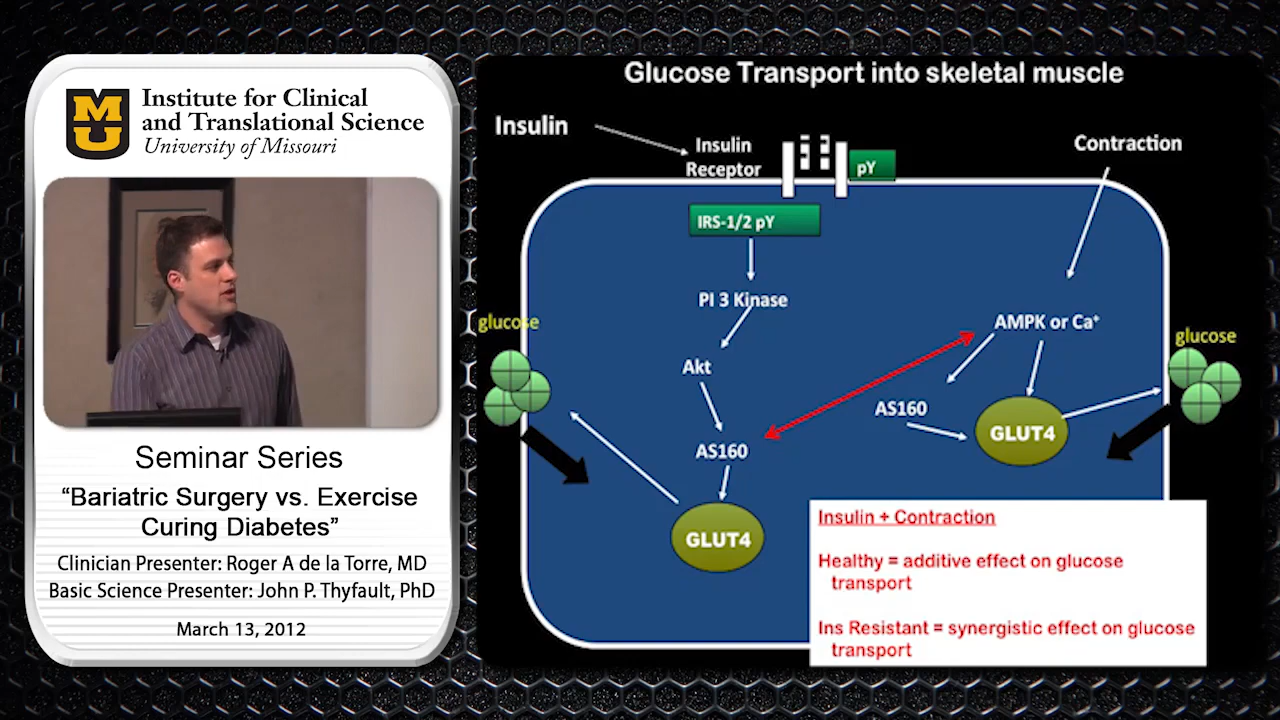 MU
Institute for Clinical
and Translational Science
University of Missouri
Seminar Series
“Bariatric Surgery vs. Exercise
Curing Diabetes”
Clinician Presenter: Roger A de la Torre, MD
Basic Science Presenter: John P. Thyfault, PhD
March 13, 2012
Glucose Transport into skeletal muscle
Insulin
Insulin
Receptor
pY
Contraction
IRS-1/2 pY
PI 3 Kinase
Akt
AS160
GLUT4
glucose
AMPK or Ca⁺
AS160
GLUT4
glucose
Insulin + Contraction
Healthy = additive effect on glucose
transport
Ins Resistant = synergistic effect on glucose
transport